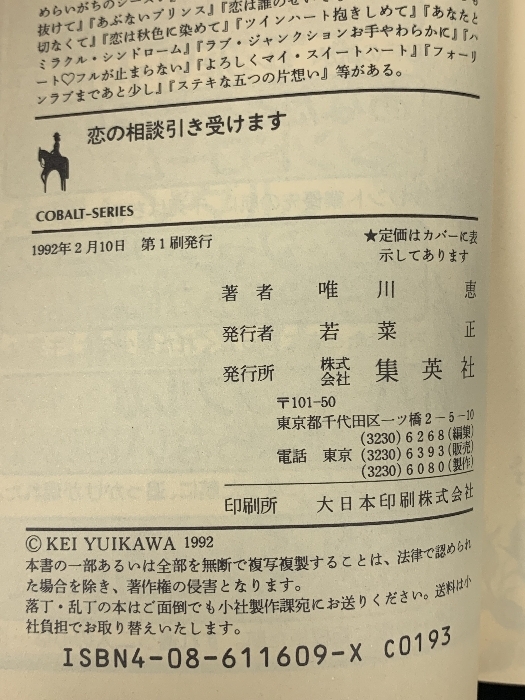 抜けて』『あぶないプリンス』『恋は誰の
切なくて』『恋は秋色に染めて』『ツインハート抱きしめて』『あなたと
ミラクル・シンドローム』『ラブ・ジャンクションお手やわらかに』『ハ
ート♡フルが止まらない』『よろしくマイ・スイートハート』『フォーリ
ンラブまであと少し』『ステキな五つの片想い』等がある。
恋の相談引き受けます
COBALT-SERIES
1992年2月10日 第1刷発行
★定価はカバーに表
示してあります
著者 唯川恵
発行者 若菜正
発行所 株式会社 集英社
〒101-50
東京都千代田区一ツ橋2-5-10
(3230)6268(編集)
電話 東京 (3230)6393(販売)
(3230)6080(製作)
印刷所 大日本印刷株式会社
© KEI YUIKAWA 1992
本書の一部あるいは全部を無断で複写複製することは、法律で認められ
た場合を除き、著作権の侵害となります。
落丁・乱丁の本はご面倒でも小社製作課宛にお送りください。送料は小
社負担でお取り替えいたします。
ISBN4-08-611609-X C0193